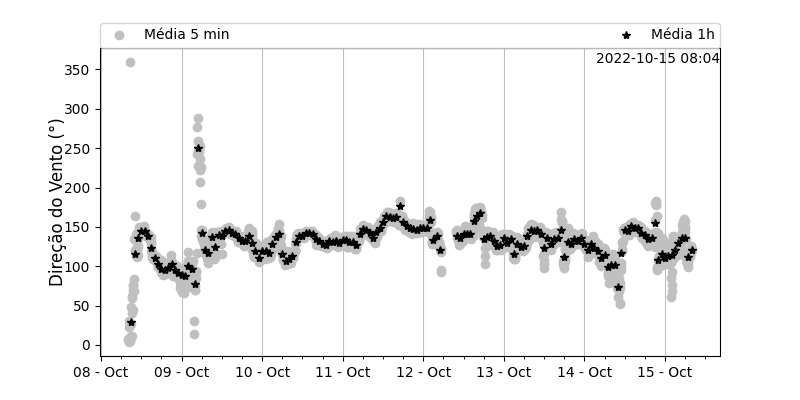 Média 5 min
Média 1h
2022-10-15 08:04
Direção do Vento (°)
350
300
250
200
150
100
50
0
08 - Oct
09 - Oct
10 - Oct
11 - Oct
12 - Oct
13 - Oct
14 - Oct
15 - Oct